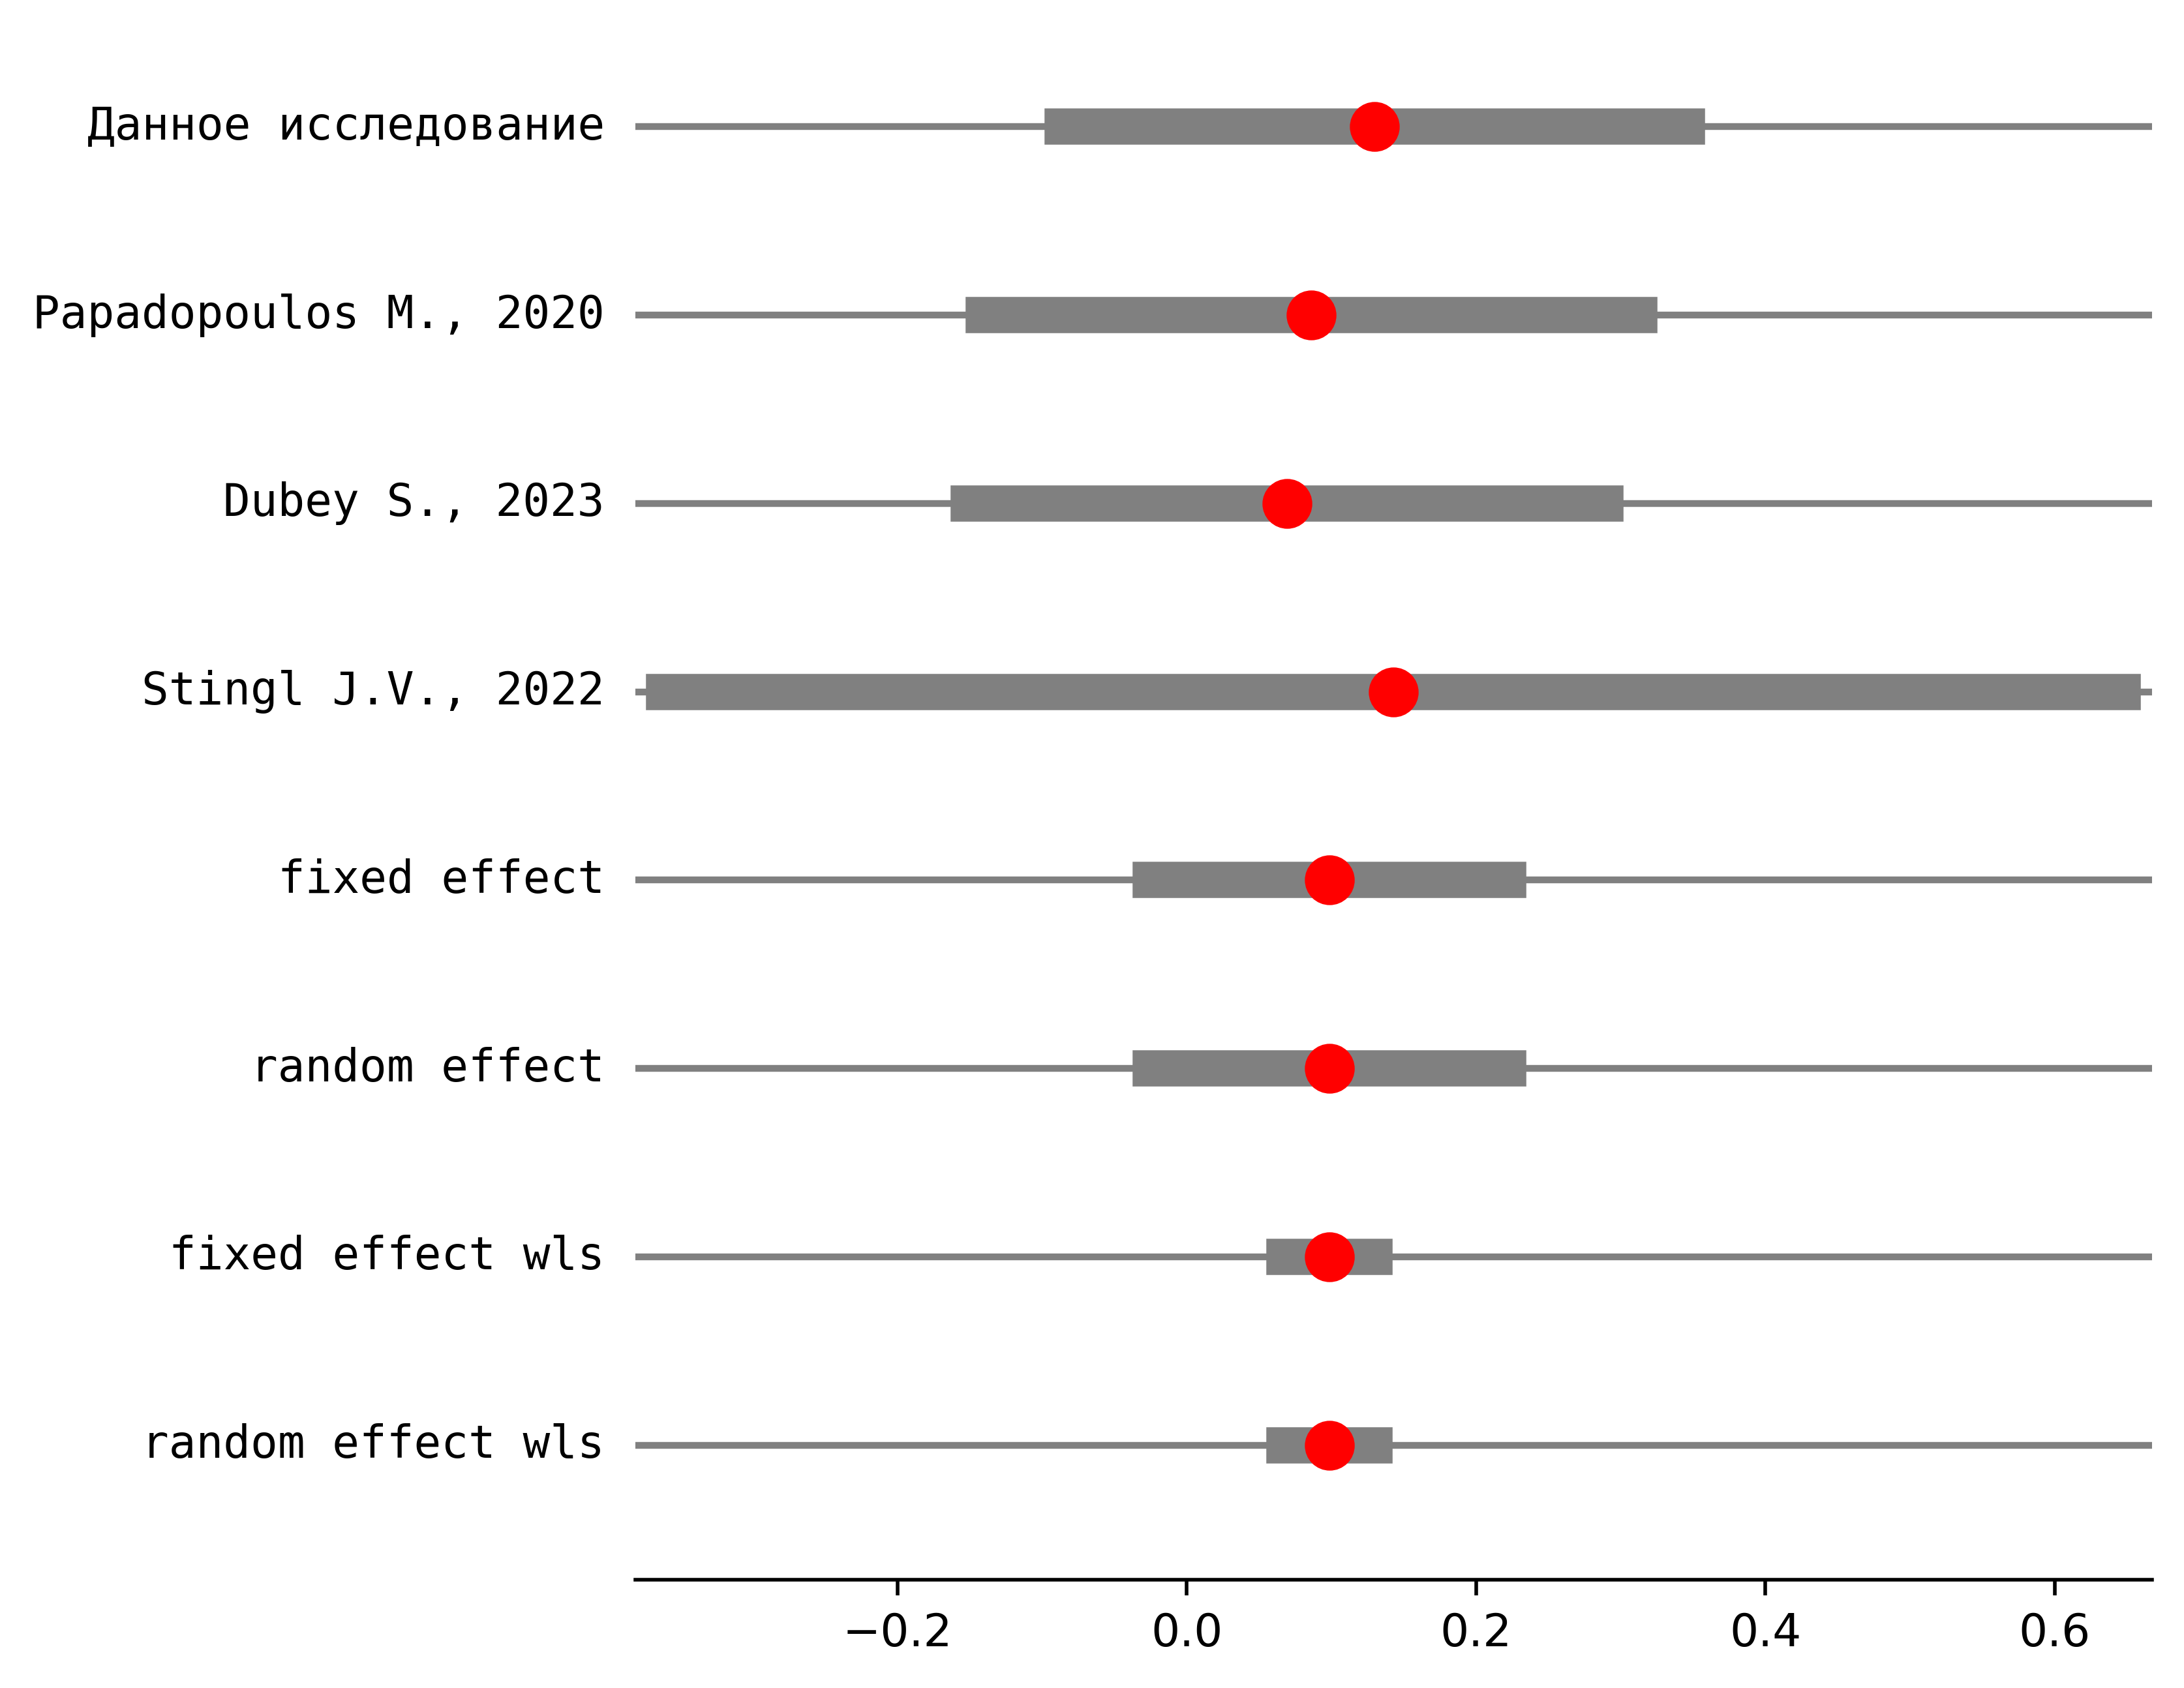 Данное исследование
Papadopoulos M., 2020
Dubey S., 2023
Stingl J.V., 2022
fixed effect
random effect
fixed effect wls
random effect wls
−0.2 0.0 0.2 0.4 0.6